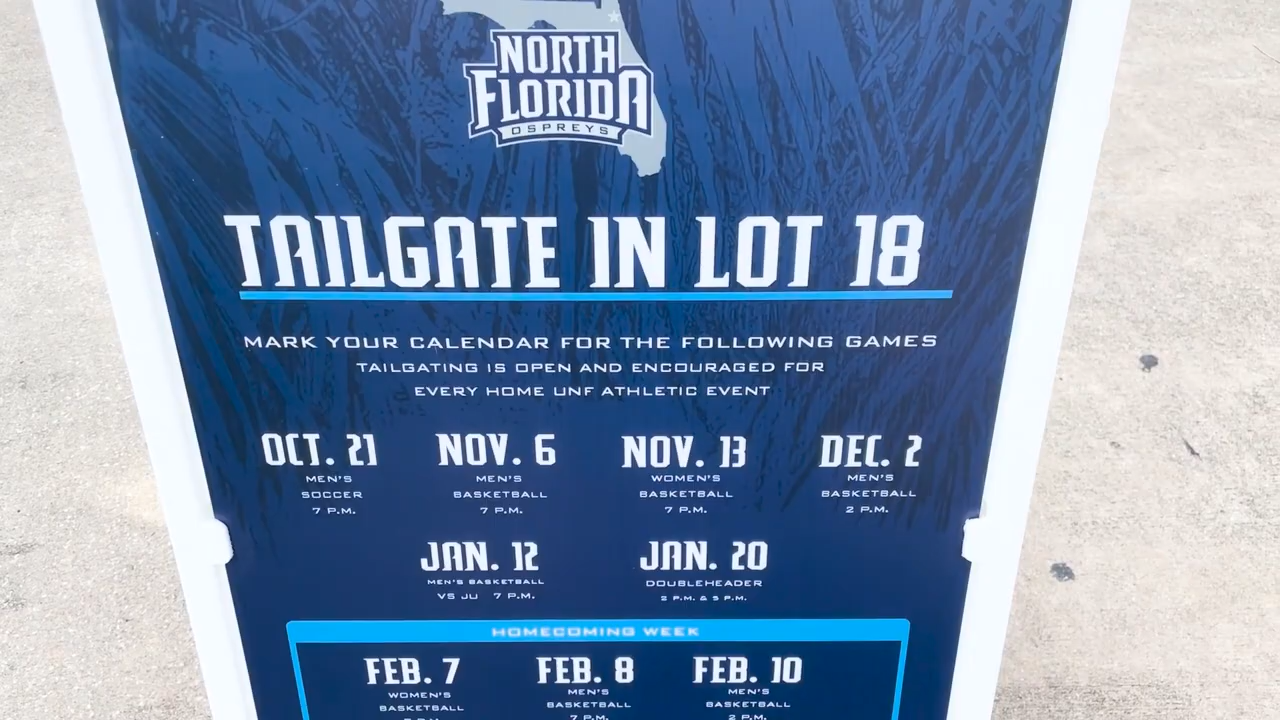 NORTH
FLORIDA
OSPREYS
TAILGATE IN LOT 18
MARK YOUR CALENDAR FOR THE FOLLOWING GAMES
TAILGATING IS OPEN AND ENCOURAGED FOR
EVERY HOME UNF ATHLETIC EVENT
OCT. 21
MEN'S
SOCCER
7 P.M.
NOV. 6
MEN'S
BASKETBALL
7 P.M.
NOV. 13
WOMEN'S
BASKETBALL
7 P.M.
DEC. 2
MEN'S
BASKETBALL
2 P.M.
JAN. 12
MEN'S BASKETBALL
VS JU 7 P.M.
JAN. 20
DOUBLEHEADER
2 P.M. & 5 P.M.
HOMECOMING WEEK
FEB. 7
WOMEN'S
BASKETBALL
FEB. 8
MEN'S
BASKETBALL
7 P.M.
FEB. 10
MEN'S
BASKETBALL
2 P.M.